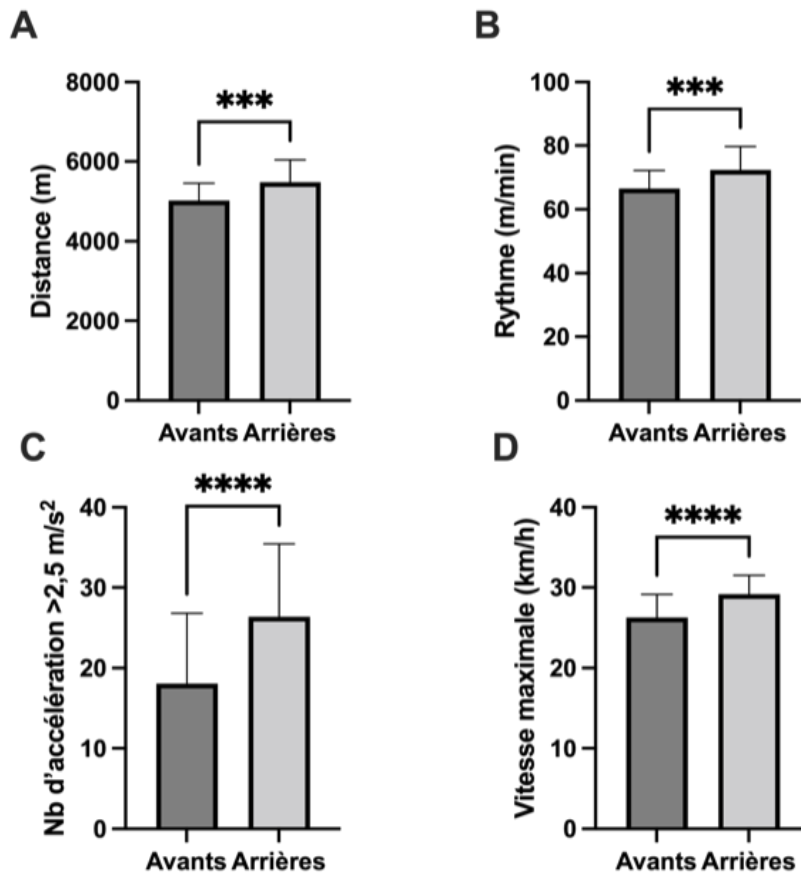 A
Distance (m)
8000
6000
4000
2000
0
***
Avants Arrières
B
Rythme (m/min)
100
80
60
40
20
0
***
Avants Arrières
C
Nb d'accélération >2,5 m/s²
40
30
20
10
0
****
Avants Arrières
D
Vitesse maximale (km/h)
40
30
20
10
0
****
Avants Arrières